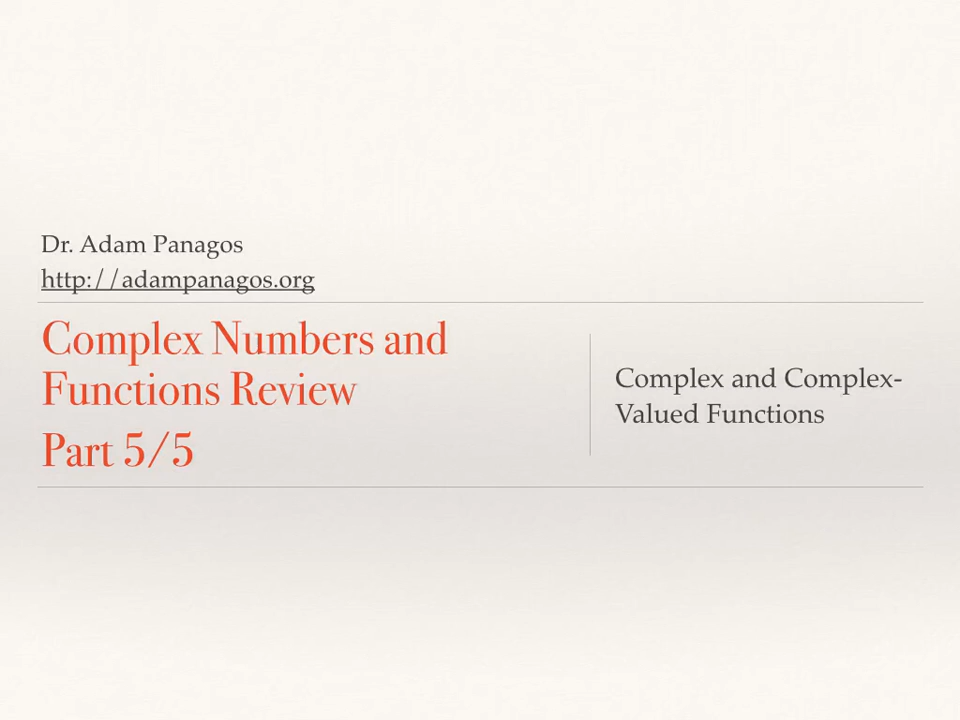 Dr. Adam Panagos
http://adampanagos.org
Complex Numbers and
Functions Review
Part 5/5
Complex and Complex-
Valued Functions